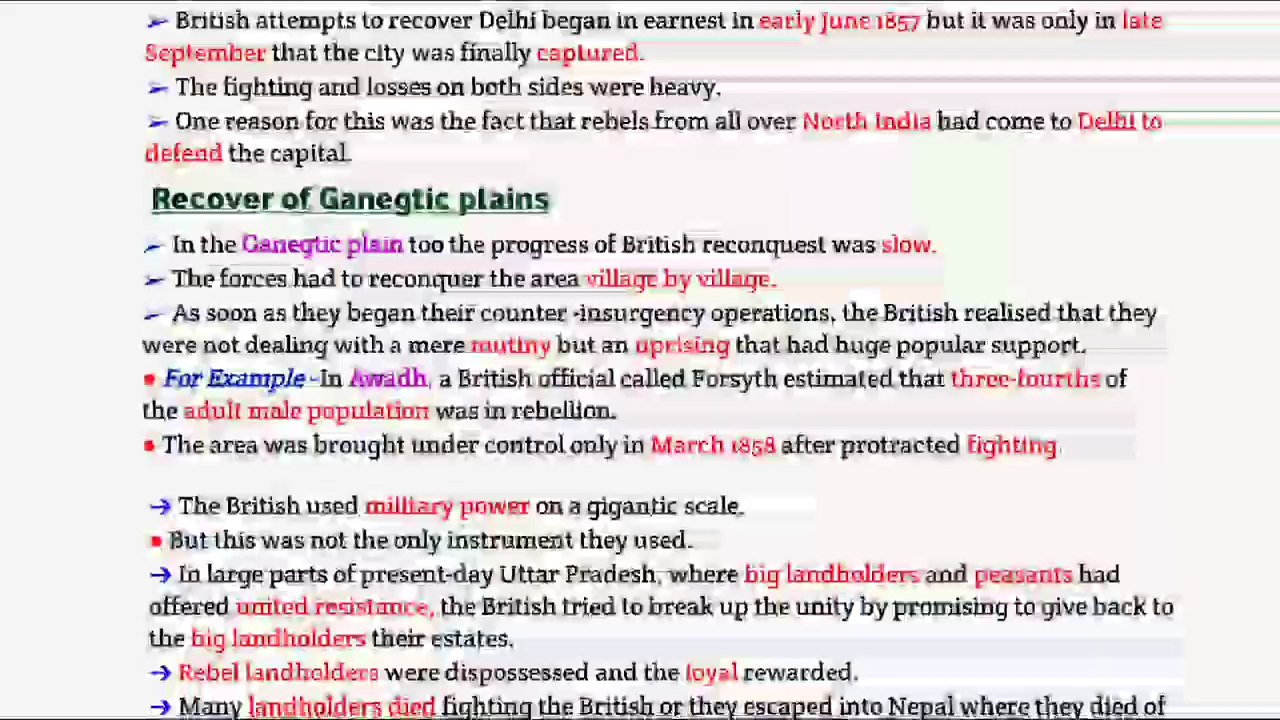 ➢ British attempts to recover Delhi began in earnest in early June 1857 but it was only in late
September that the city was finally captured.
➢ The fighting and losses on both sides were heavy.
➢ One reason for this was the fact that rebels from all over North India had come to Delhi to
defend the capital.
Recover of Ganegtic plains
➢ In the Ganegtic plain too the progress of British reconquest was slow.
➢ The forces had to reconquer the area village by village.
➢ As soon as they began their counter -insurgency operations, the British realised that they
were not dealing with a mere mutiny but an uprising that had huge popular support.
• For Example -In Awadh, a British official called Forsyth estimated that three-fourths of
the adult male population was in rebellion.
• The area was brought under control only in March 1858 after protracted fighting.
→ The British used military power on a gigantic scale.
• But this was not the only instrument they used.
→ In large parts of present-day Uttar Pradesh, where big landholders and peasants had
offered united resistance, the British tried to break up the unity by promising to give back to
the big landholders their estates.
→ Rebel landholders were dispossessed and the loyal rewarded.
→ Many landholders died fighting the British or they escaped into Nepal where they died of